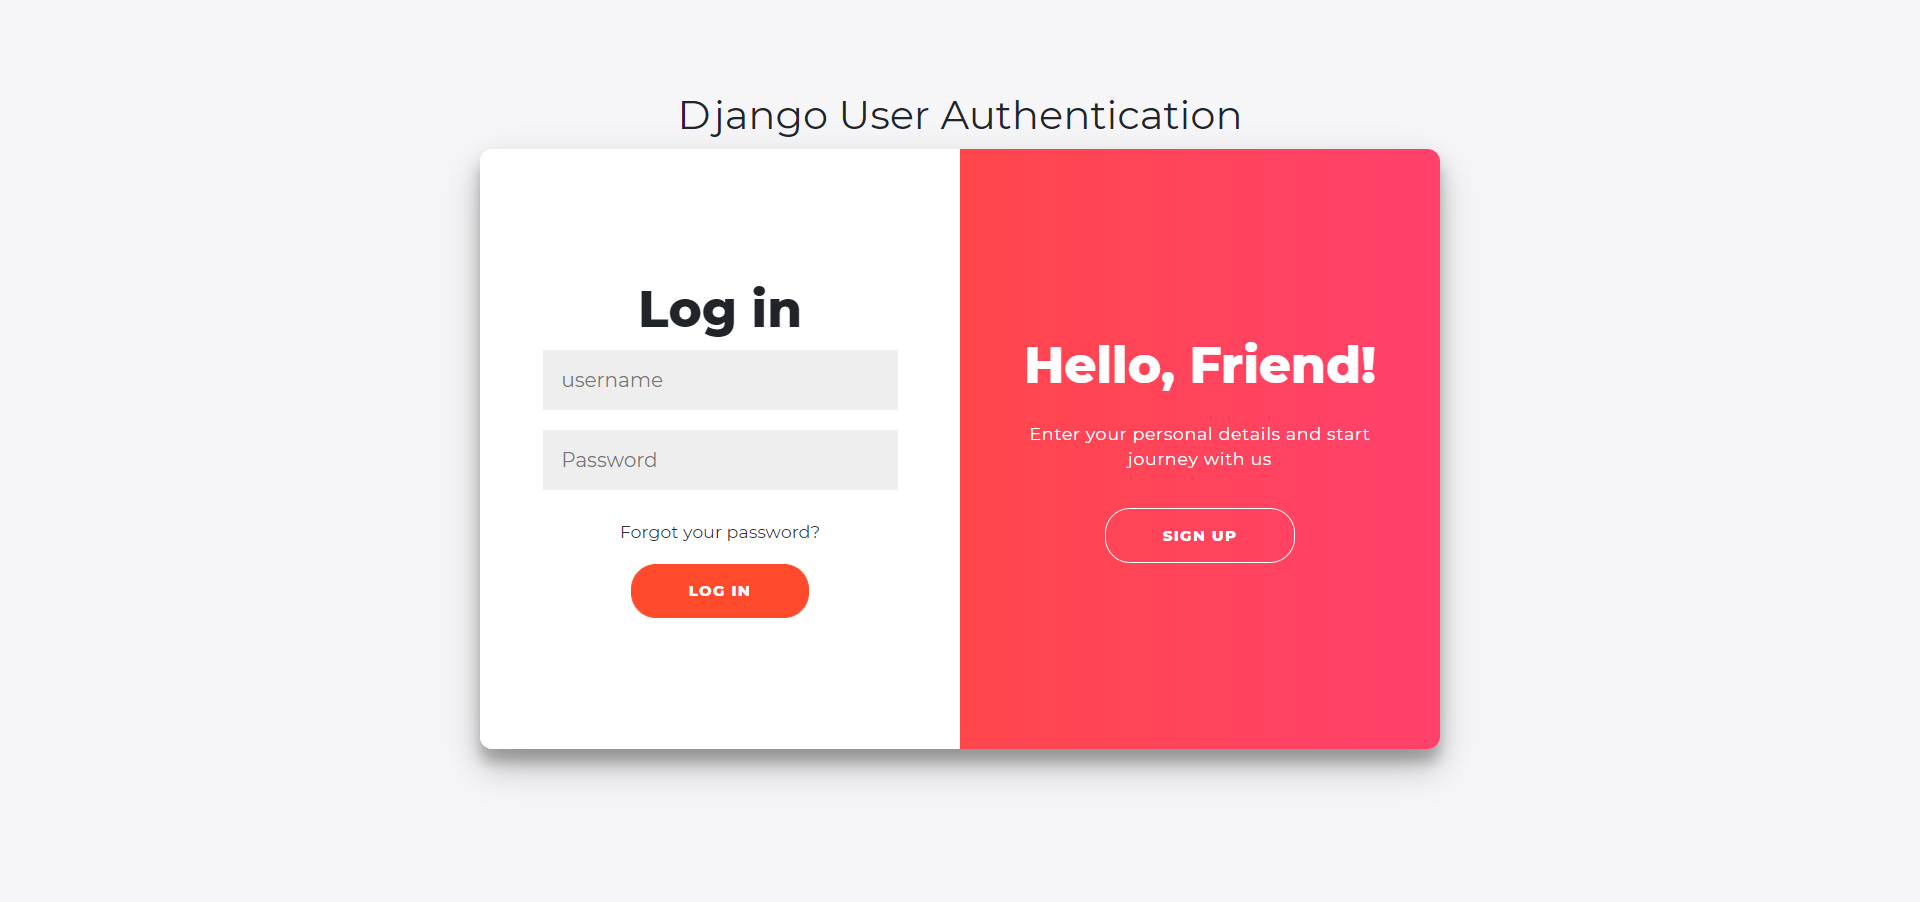 Django User Authentication
Log in
username
Password
Forgot your password?
LOG IN
Hello, Friend!
Enter your personal details and start
journey with us
SIGN UP